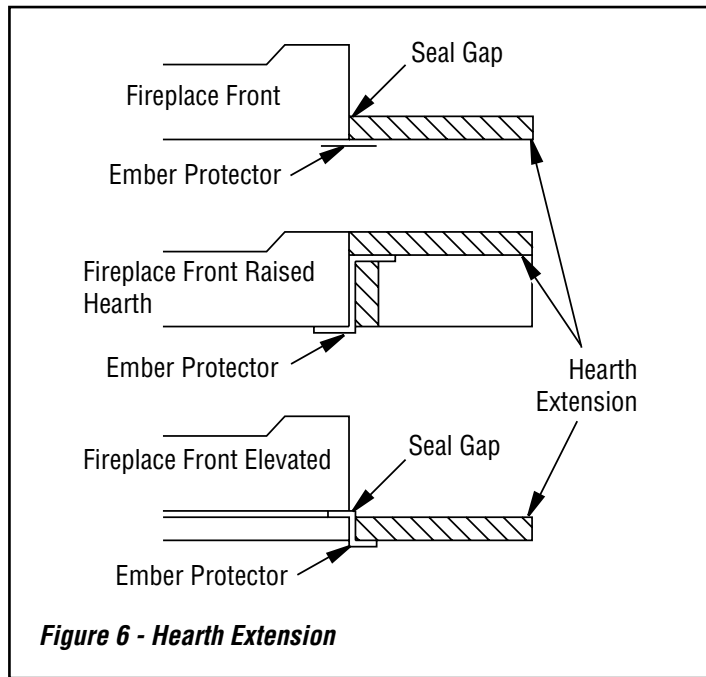 Seal Gap
Fireplace Front
Ember Protector
Fireplace Front Raised
Hearth
Ember Protector
Hearth
Extension
Seal Gap
Fireplace Front Elevated
Ember Protector
Figure 6 - Hearth Extension